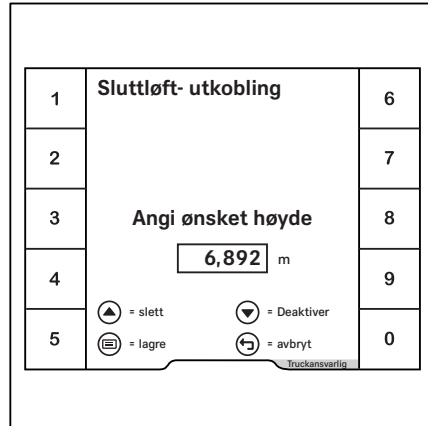 Sluttløft- utkobling
1
6
2
7
3
Angi ønsket høyde
8
6,892 m
4
9
= slett
= Deaktiver
5
= lagre
= avbryt
0
Truckansvarlig